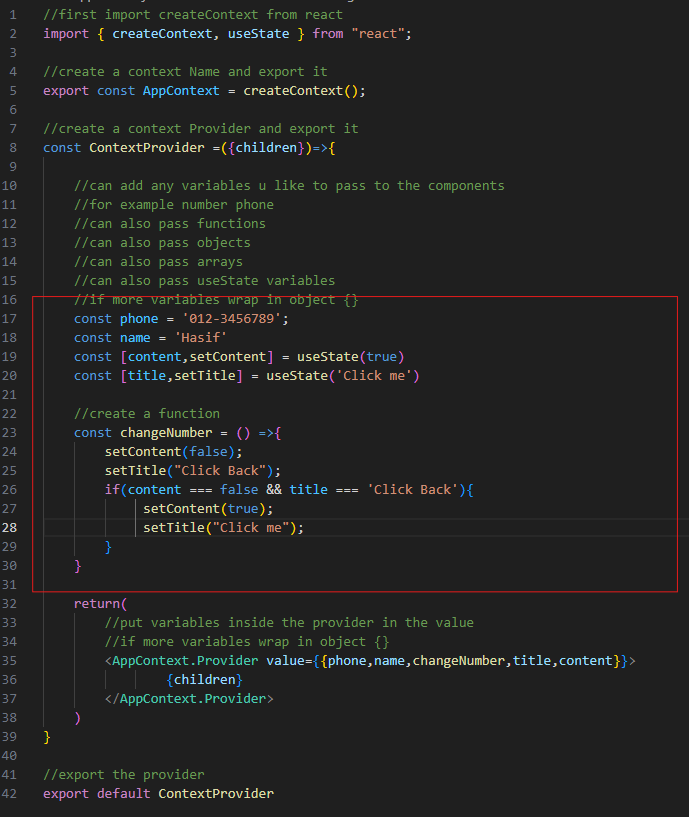 1 //first import createContext from react
2 import { createContext, useState } from "react";
3
4 //create a context Name and export it
5 export const AppContext = createContext();
6
7 //create a context Provider and export it
8 const ContextProvider =({children})=>{
9
10 //can add any variables u like to pass to the components
11 //for example number phone
12 //can also pass functions
13 //can also pass objects
14 //can also pass arrays
15 //can also pass useState variables
16 //if more variables wrap in object {}
17 const phone = '012-3456789';
18 const name = 'Hasif'
19 const [content,setContent] = useState(true)
20 const [title,setTitle] = useState('Click me')
21
22 //create a function
23 const changeNumber = () =>{
24 setContent(false);
25 setTitle("Click Back");
26 if(content === false && title === 'Click Back'){
27 setContent(true);
28 setTitle("Click me");
29 }
30 }
31
32 return(
33 //put variables inside the provider in the value
34 //if more variables wrap in object {}
35 <AppContext.Provider value={{phone,name,changeNumber,title,content}}>
36 {children}
37 </AppContext.Provider>
38 )
39 }
40
41 //export the provider
42 export default ContextProvider